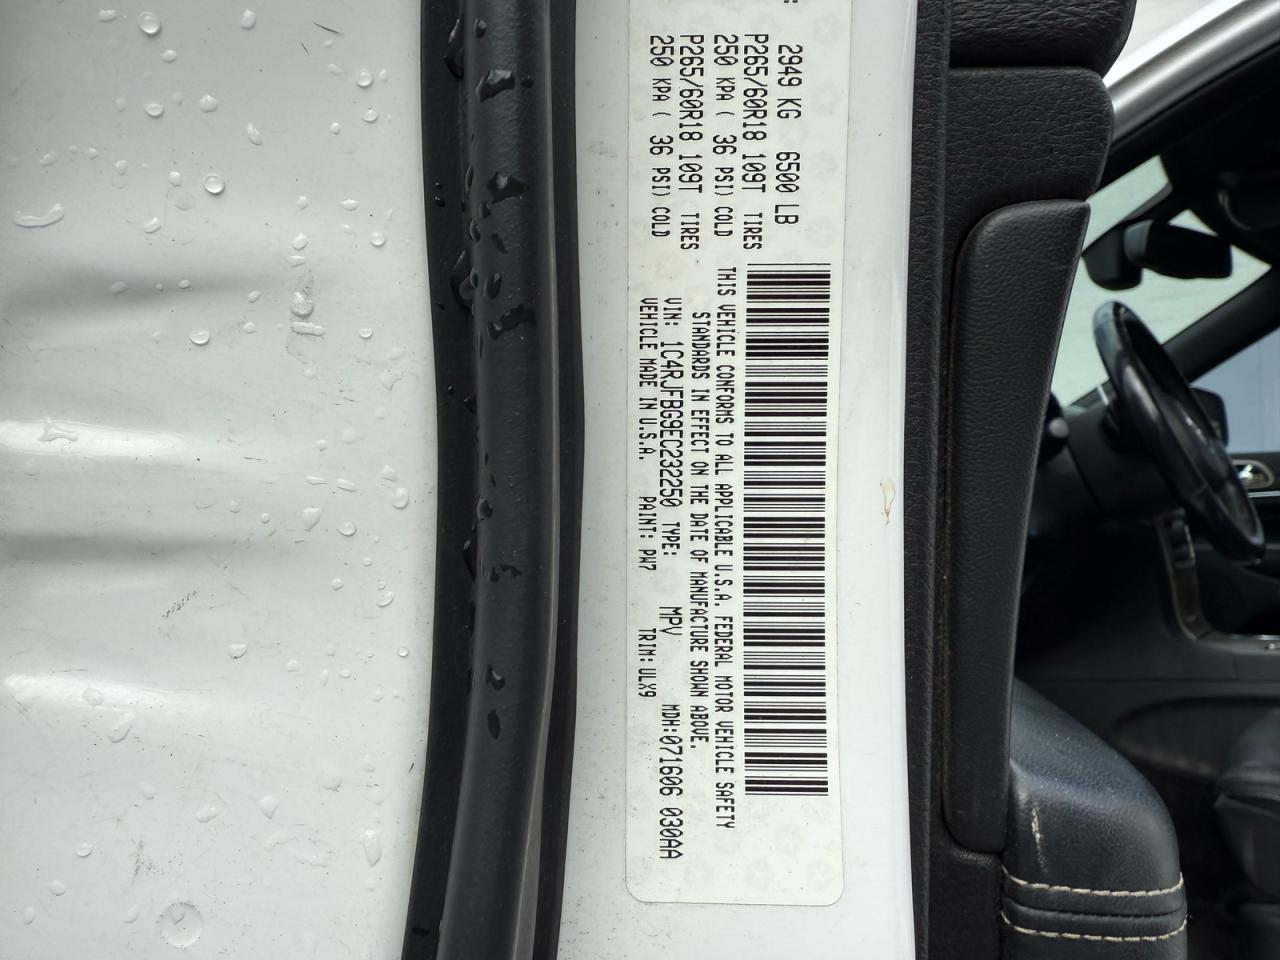 2949 KG 6500 LB
P265/60R18 109T TIRES
250 KPA ( 36 PSI) COLD
P265/60R18 109T TIRES
250 KPA ( 36 PSI) COLD
THIS VEHICLE CONFORMS TO ALL APPLICABLE U.S.A. FEDERAL MOTOR VEHICLE SAFETY
STANDARDS IN EFFECT ON THE DATE OF MANUFACTURE SHOWN ABOVE.
VIN: 1C4RJFBG9EC232250 TYPE: MPV MDH:071606 030AA
VEHICLE MADE IN U.S.A. PAINT: PW7 TRIM: ULX9